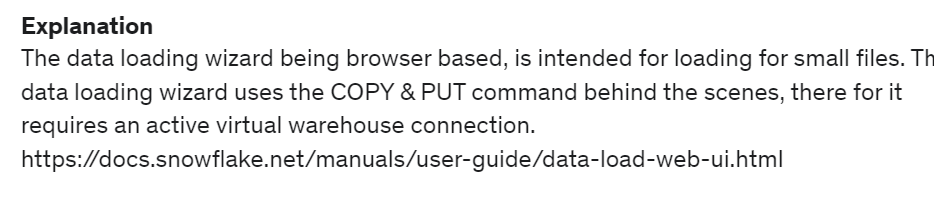 Explanation
The data loading wizard being browser based, is intended for loading for small files. Th
data loading wizard uses the COPY & PUT command behind the scenes, there for it
requires an active virtual warehouse connection.
https://docs.snowflake.net/manuals/user-guide/data-load-web-ui.html